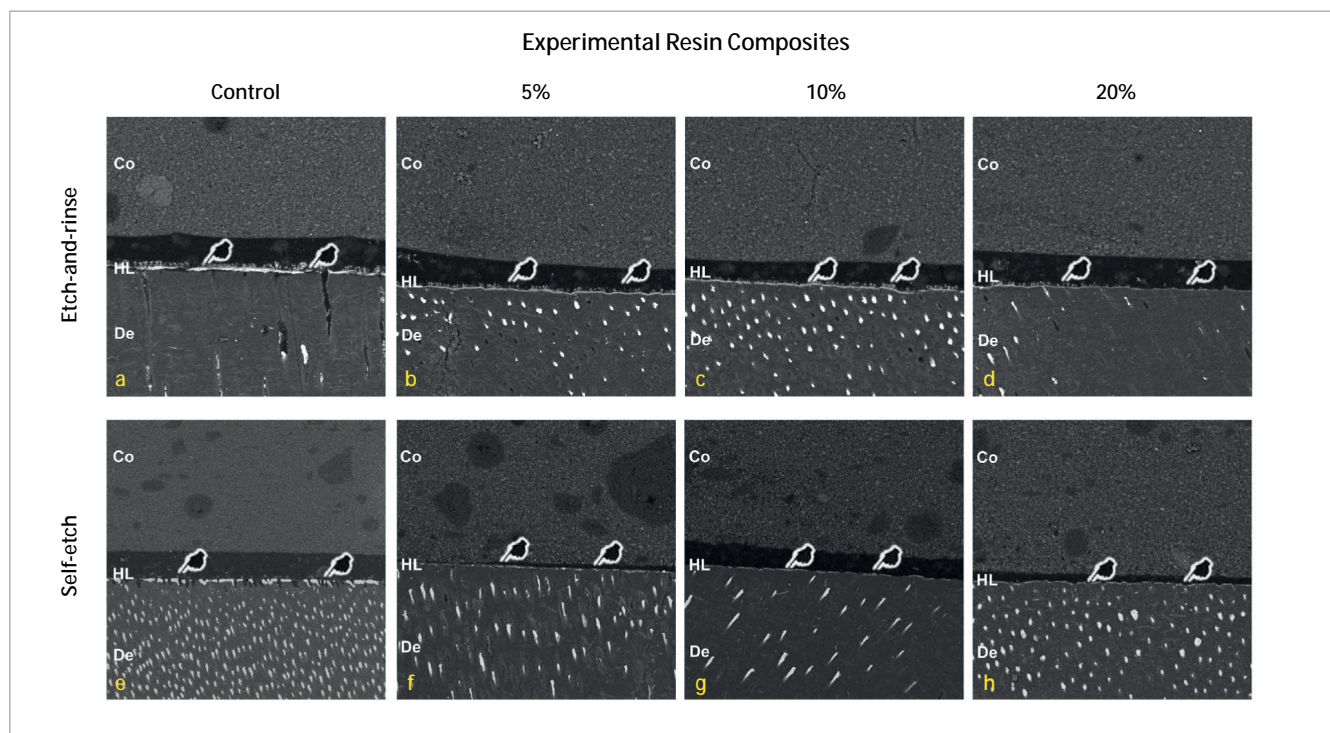 Experimental Resin Composites
Control 5% 10% 20%
Etch-and-rinse
Co Co Co Co
HL HL HL HL
De De De De
a b c d
Self-etch
Co Co Co Co
HL HL HL HL
De De De De
e f g h